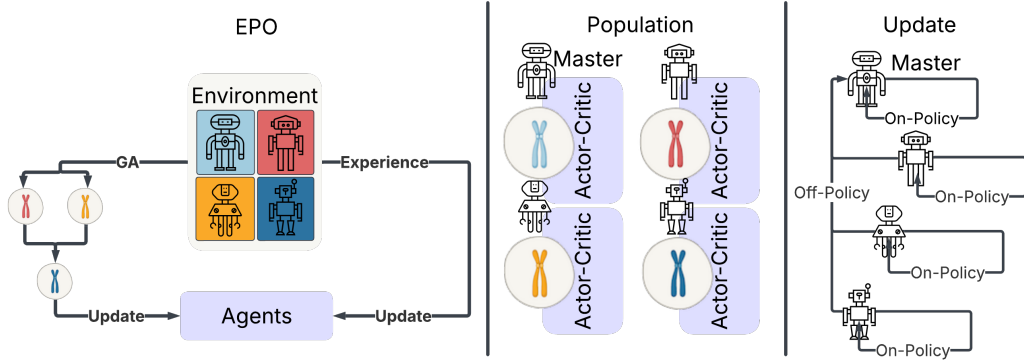 EPO
Environment
GA
Experience
Update
Agents
Update
Population
Master
Actor-Critic
Actor-Critic
Actor-Critic
Actor-Critic
Update
Master
On-Policy
On-Policy
Off-Policy
On-Policy
On-Policy